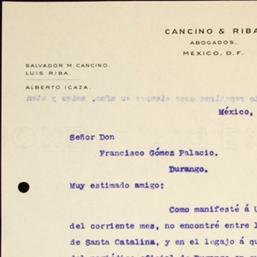 CANCINO & RIBA
ABOGADOS.
MEXICO, D.F.
SALVADOR M. CANCINO.
LUIS RIBA.
ALBERTO ICAZA.
México,
Señor Don
Francisco Gómez Palacio.
Durango.
Muy estimado amigo:
Como manifesté á U
del corriente mes, no encontré entre l
de Santa Catalina, y en el legajo á qu